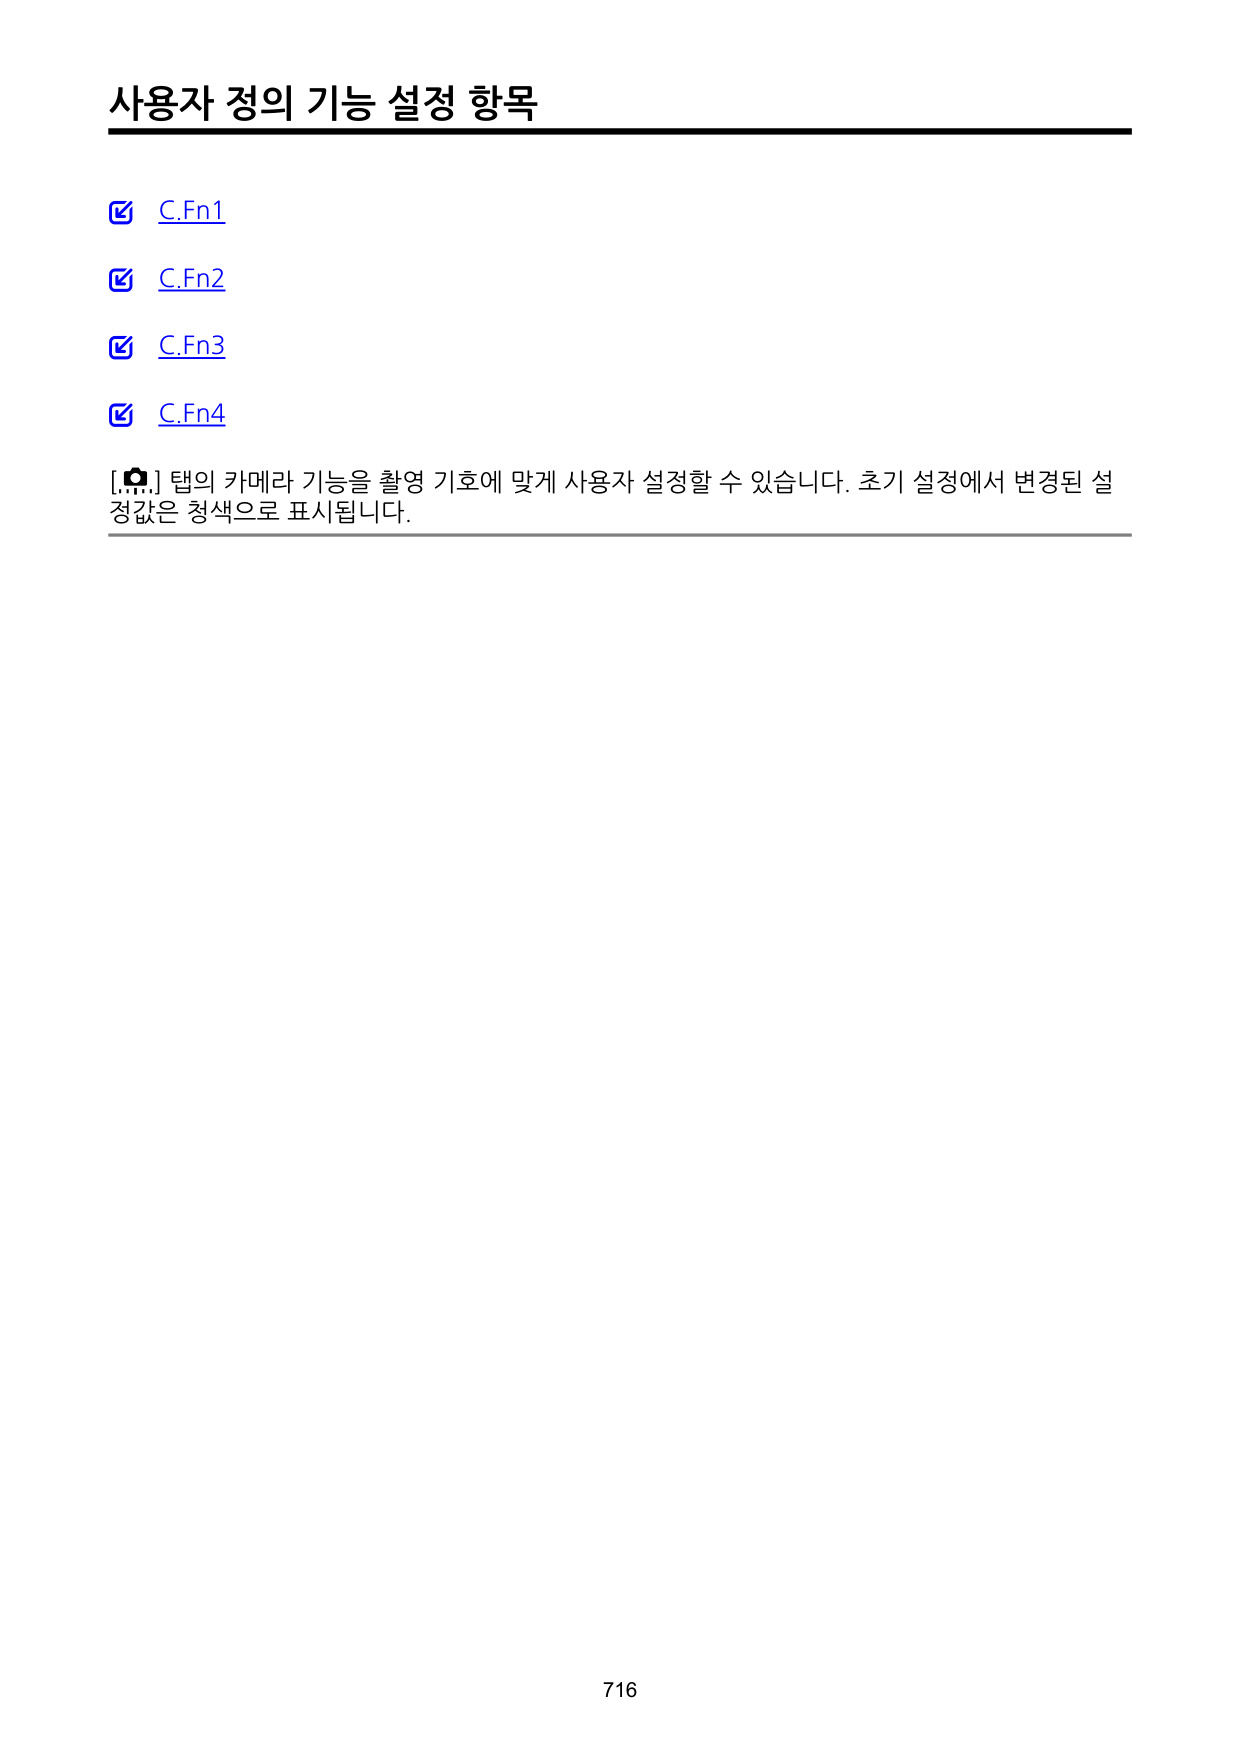 사용자 정의 기능 설정 항목
C.Fn1
C.Fn2
C.Fn3
C.Fn4
[ ] 탭의 카메라 기능을 촬영 기호에 맞게 사용자 설정할 수 있습니다. 초기 설정에서 변경된 설
정값은 청색으로 표시됩니다.
716